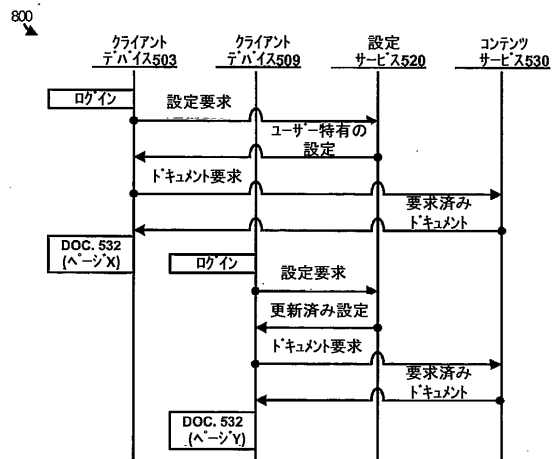 800
クライアント
デバイス503
クライアント
デバイス509
設定
サービス520
コンテンツ
サービス530
ログイン
設定要求
ユーザー特有の
設定
ドキュメント要求
要求済み
ドキュメント
DOC. 532
(ページX)
ログイン
設定要求
更新済み設定
ドキュメント要求
要求済み
ドキュメント
DOC. 532
(ページY)